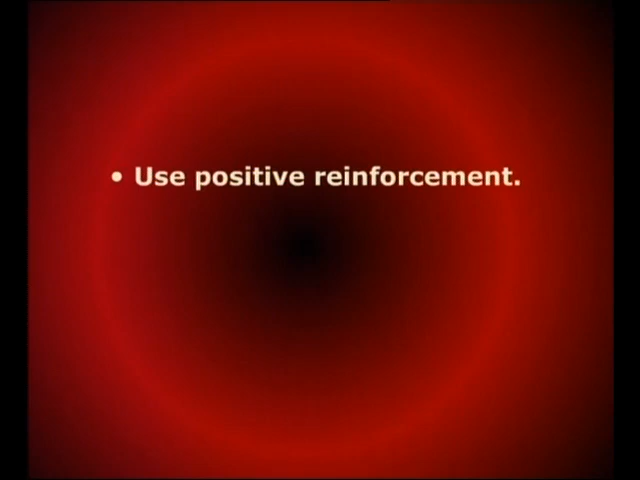 • Use positive reinforcement.